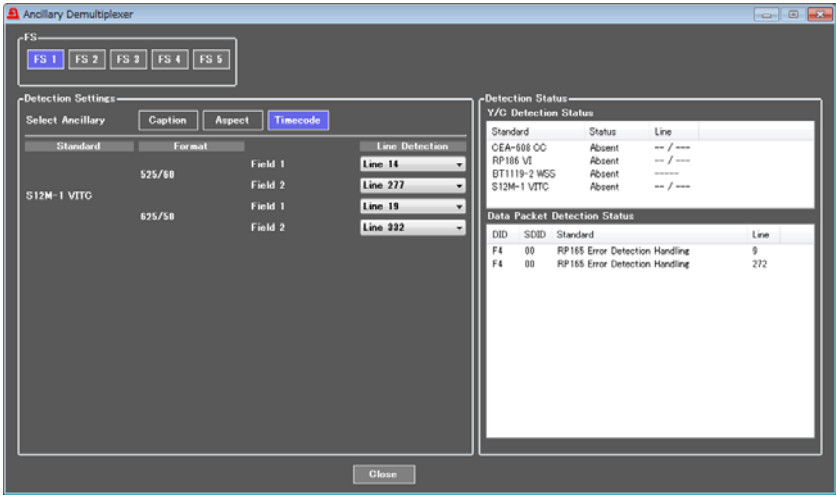 Ancillary Demultiplexer
FS
FS 1 FS 2 FS 3 FS 4 FS 5
Detection Settings
Select Ancillary Caption Aspect Timecode
Standard Format Line Detection
S12M-1 VITC
525/60
Field 1 Line 14
Field 2 Line 277
625/50
Field 1 Line 19
Field 2 Line 332
Detection Status
Y/C Detection Status
Standard Status Line
CEA-608 CC Absent -- / ---
RP186 VI Absent -- / ---
BT1119-2 WSS Absent -----
S12M-1 VITC Absent -- / ---
Data Packet Detection Status
DID SDID Standard Line
F4 00 RP165 Error Detection Handling 9
F4 00 RP165 Error Detection Handling 272
Close